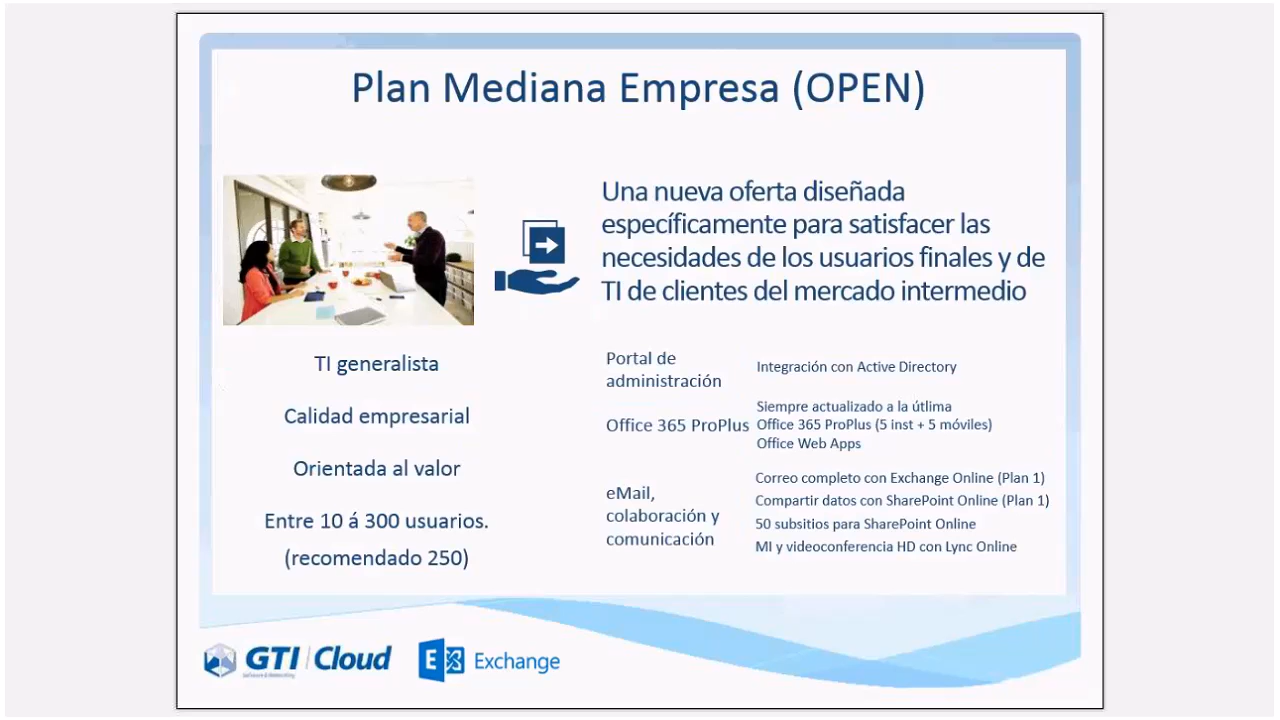 Plan Mediana Empresa (OPEN)
Una nueva oferta diseñada
específicamente para satisfacer las
necesidades de los usuarios finales y de
TI de clientes del mercado intermedio
TI generalista
Calidad empresarial
Orientada al valor
Entre 10 á 300 usuarios.
(recomendado 250)
Portal de
administración
Integración con Active Directory
Office 365 ProPlus
Siempre actualizado a la útlima
Office 365 ProPlus (5 inst + 5 móviles)
Office Web Apps
eMail,
colaboración y
comunicación
Correo completo con Exchange Online (Plan 1)
Compartir datos con SharePoint Online (Plan 1)
50 subsitios para SharePoint Online
MI y videoconferencia HD con Lync Online
GTI Cloud
Software & Networking
E Exchange